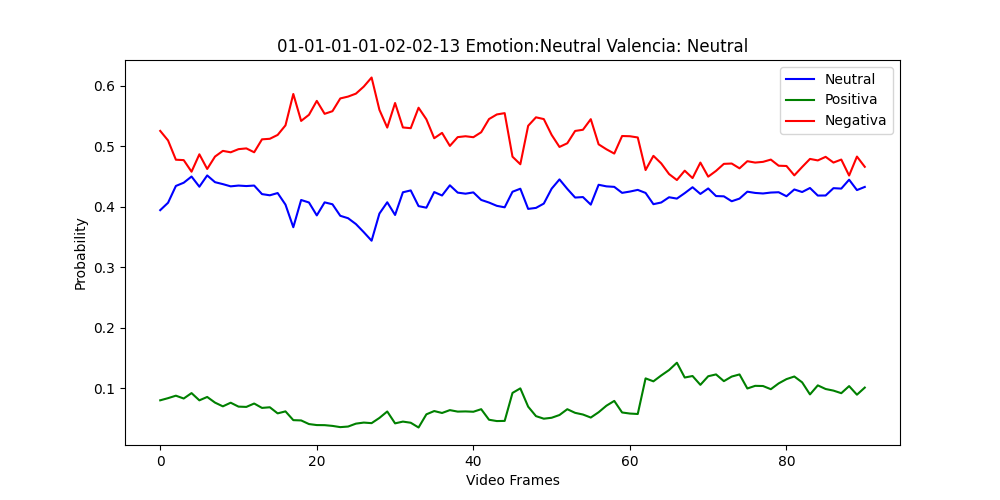 01-01-01-01-02-02-13 Emotion:Neutral Valencia: Neutral
Neutral
Positiva
Negativa
Probability
0.6
0.5
0.4
0.3
0.2
0.1
0 20 40 60 80
Video Frames